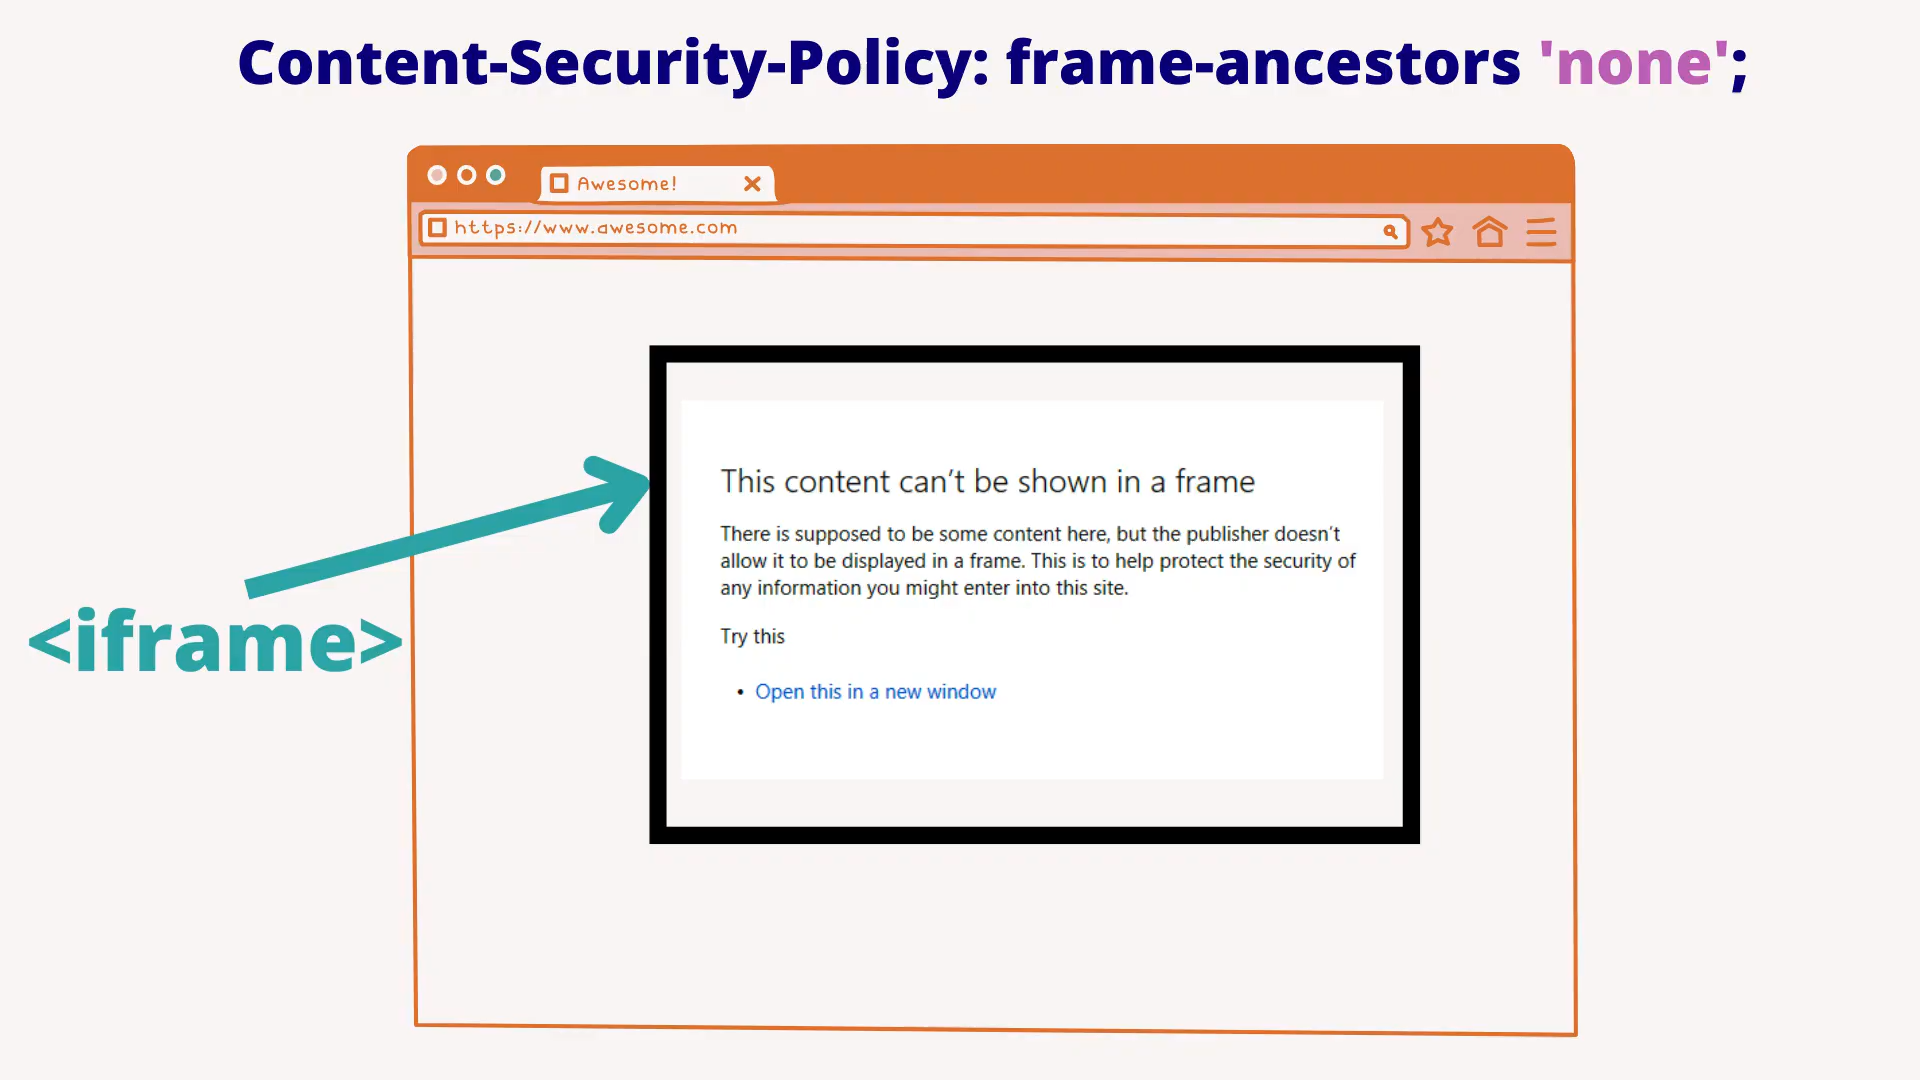 Content-Security-Policy: frame-ancestors 'none';
Awesome!
https://www.awesome.com
This content can’t be shown in a frame
There is supposed to be some content here, but the publisher doesn’t
allow it to be displayed in a frame. This is to help protect the security of
any information you might enter into this site.
Try this
• Open this in a new window
<iframe>